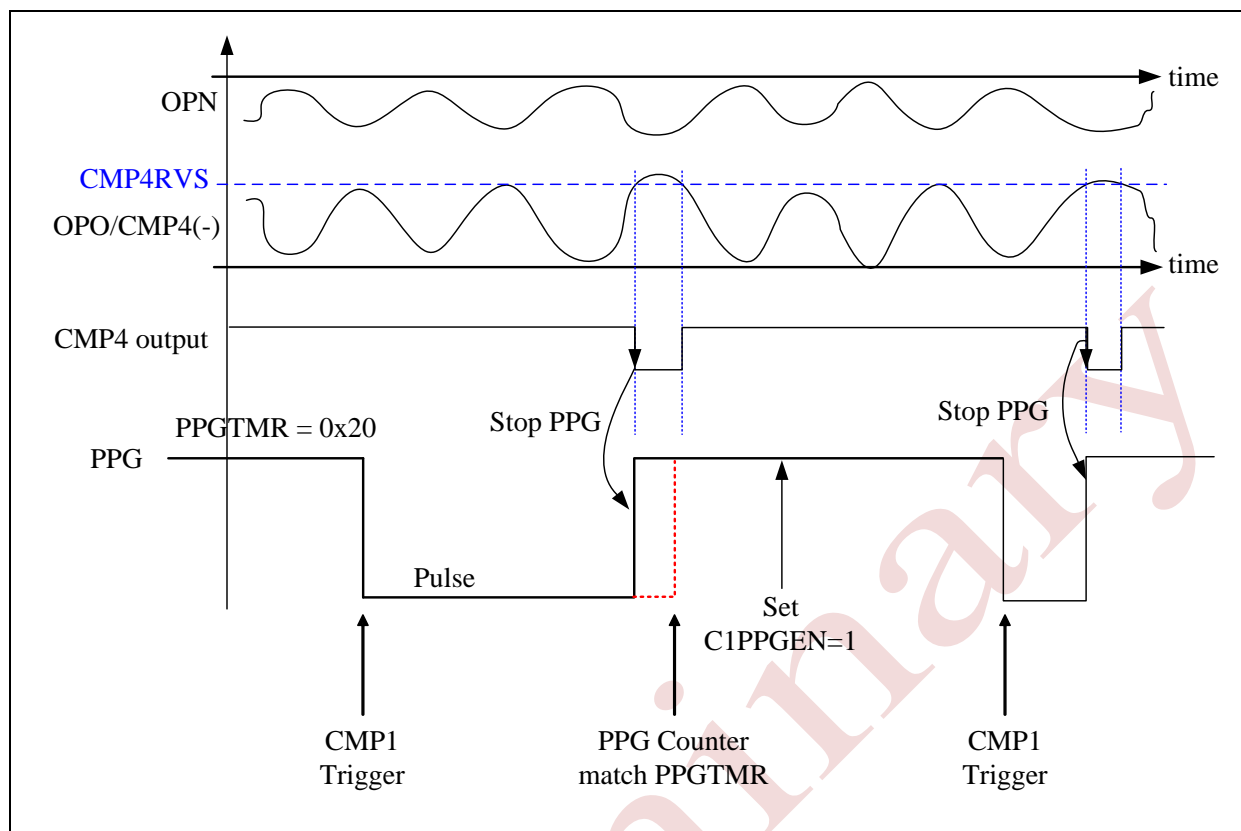 time
OPN
CMP4RVS
OPO/CMP4(-)
time
CMP4 output
Stop PPG
Stop PPG
PPGTMR = 0x20
PPG
Pulse
Set
C1PPGEN=1
CMP1
Trigger
PPG Counter
match PPGTMR
CMP1
Trigger
inary